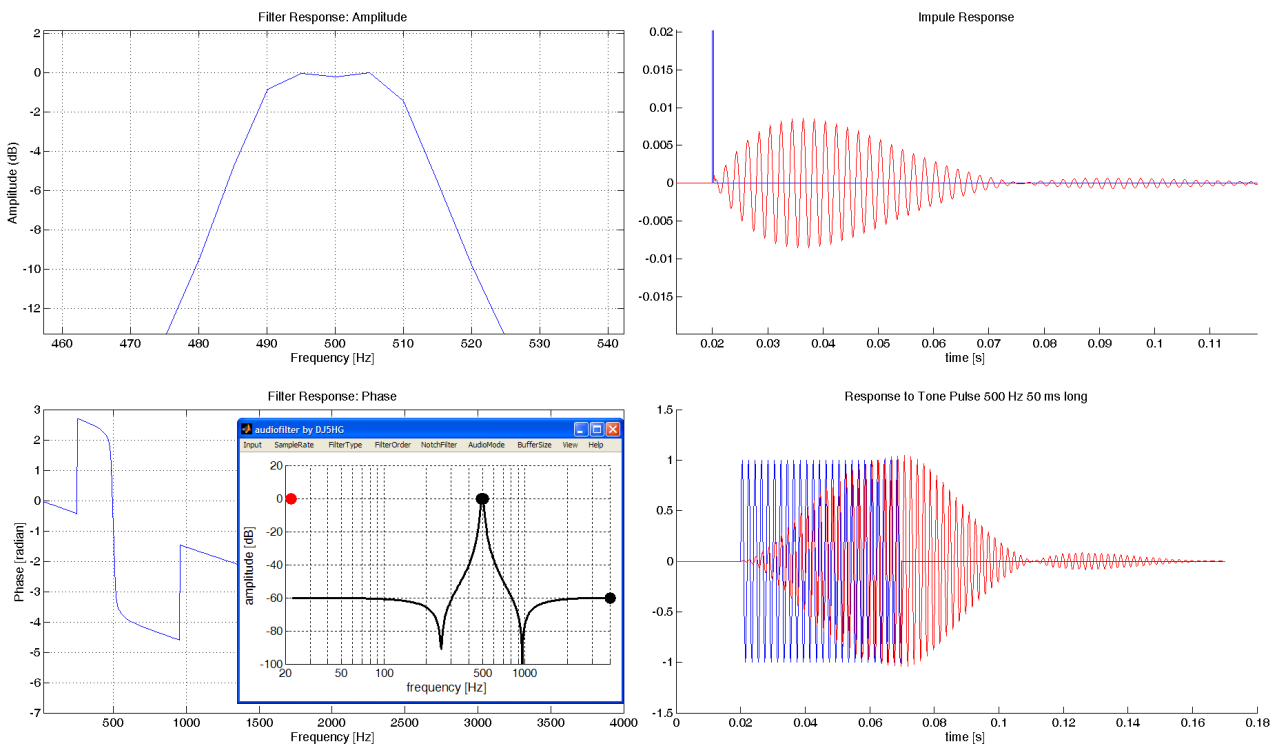 Filter Response: Amplitude
2
0
-2
-4
-6
-8
-10
-12
Amplitude (dB)
460 470 480 490 500 510 520 530 540
Frequency [Hz]
Impule Response
0.02
0.015
0.01
0.005
0
-0.005
-0.01
-0.015
0.02 0.03 0.04 0.05 0.06 0.07 0.08 0.09 0.1 0.11
time [s]
Filter Response: Phase
3
2
1
0
-1
-2
-3
-4
-5
-6
-7
Phase [radian]
500 1000 1500 2000 2500 3000 3500 4000
Frequency [Hz]
audiofilter by DJ5HG
Input SampleRate FilterType FilterOrder NotchFilter AudioMode BufferSize View Help
20
0
-20
-40
-60
-80
-100
amplitude [dB]
20 50 100 500 1000
frequency [Hz]
Response to Tone Pulse 500 Hz 50 ms long
1.5
1
0.5
0
-0.5
-1
-1.5
0 0.02 0.04 0.06 0.08 0.1 0.12 0.14 0.16 0.18
time [s]